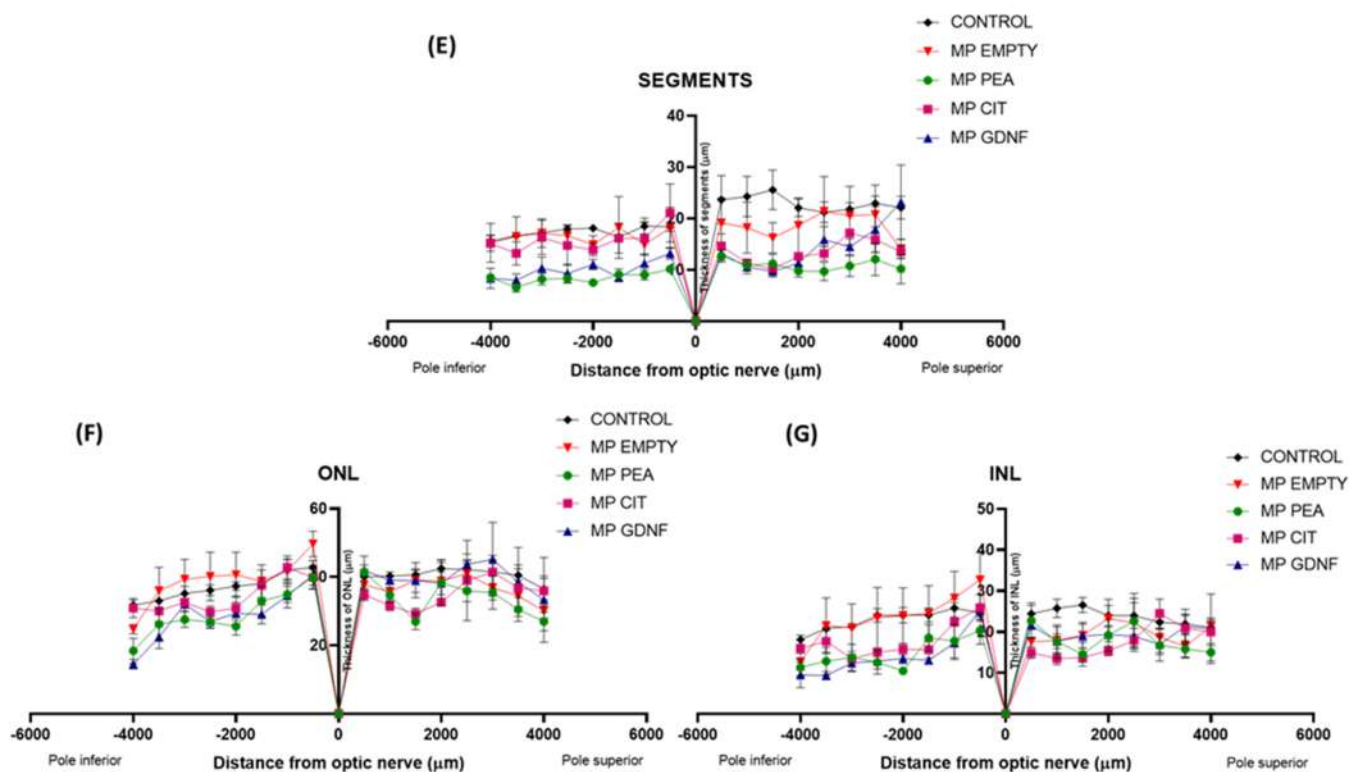 (E)
SEGMENTS
CONTROL
MP EMPTY
MP PEA
MP CIT
MP GDNF
40
30
20
10
Thickness of segments (μm)
-6000 -4000 -2000 0 2000 4000 6000
Pole inferior Distance from optic nerve (μm) Pole superior
(F)
ONL
CONTROL
MP EMPTY
MP PEA
MP CIT
MP GDNF
60
40
20
Thickness of ONL (μm)
-6000 -4000 -2000 0 2000 4000 6000
Pole inferior Distance from optic nerve (μm) Pole superior
(G)
INL
CONTROL
MP EMPTY
MP PEA
MP CIT
MP GDNF
50
40
30
20
10
Thickness of INL (μm)
-6000 -4000 -2000 0 2000 4000 6000
Pole inferior Distance from optic nerve (μm) Pole superior